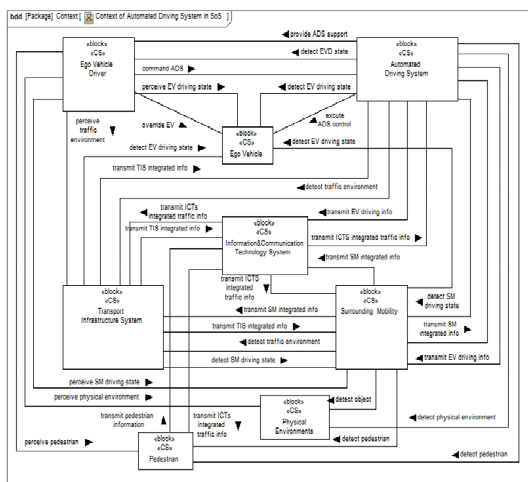 bdd [Package] Context [ Context of Automated Driving System in SoS ]
«block»
«CS»
Ego Vehicle
Driver
provide ADS support
detect EVD state
command ADS
perceive EV driving state
detect EV driving state
«block»
«CS»
Automated
Driving System
perceive
traffic
environment
override EV
excute
ADS control
«block»
«CS»
Ego Vehicle
detect EV driving state
detect EV driving state
transmit TIS integrated info
detect traffic environment
transmit ICTs
integrated traffic info
transmit TIS integrated info
«block»
«CS»
Information&Communication
Technology System
transmit EV driving info
transmit ICTS integrated traffic info
transmit SM integrated info
transmit ICTS
integrated
traffic info
«block»
«CS»
Transport
Infrastructure System
«block»
«CS»
Surrounding Mobility
detect SM
driving state
transmit SM integrated info
transmit TIS integrated info
transmit SM
integrated info
detect traffic environment
detect SM driving state
transmit EV driving info
perceive SM driving state
perceive physical environment
detect object
transmit pedestrian
information
transmit ICTs
integrated
traffic info
«block»
«CS»
Physical
Environments
detect physical environment
perceive pedestrian
«block»
«CS»
Pedestrian
detect pedestrian
detect pedestrian